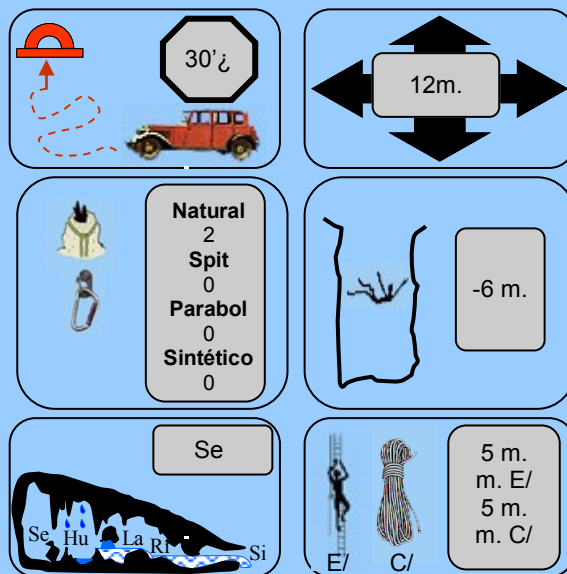 30’¿
12m.
Natural
2
Spit
0
Parabol
0
Sintético
0
-6 m.
Se
Se
Hu
La
Ri
Si
5 m.
m. E/
5 m.
m. C/
E/
C/